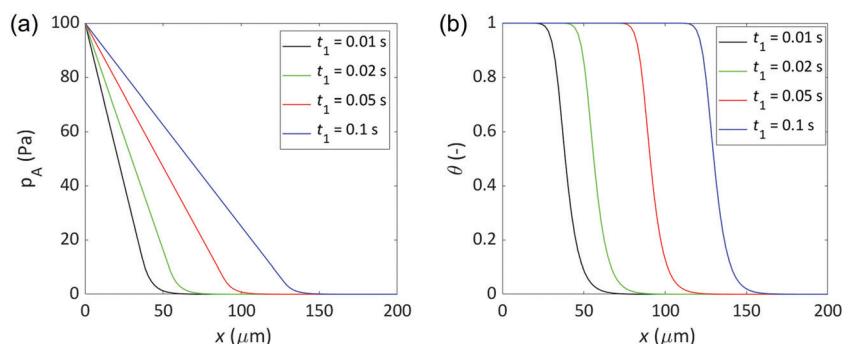 (a)
100
80
60
40
20
0
p_A (Pa)
0 50 100 150 200
x (μm)
t_1 = 0.01 s
t_1 = 0.02 s
t_1 = 0.05 s
t_1 = 0.1 s
(b)
1
0.8
0.6
0.4
0.2
0
θ (-)
0 50 100 150 200
x (μm)
t_1 = 0.01 s
t_1 = 0.02 s
t_1 = 0.05 s
t_1 = 0.1 s